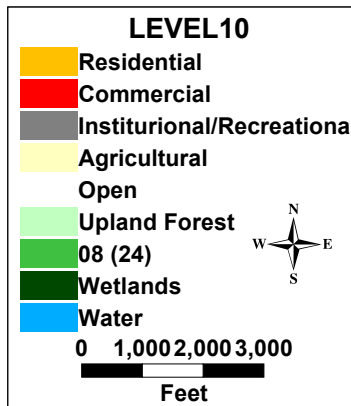 LEVEL10
Residential
Commercial
Institurional/Recreationa
Agricultural
Open
Upland Forest
N
08 (24)
W E
S
Wetlands
Water
0 1,000 2,000 3,000
Feet